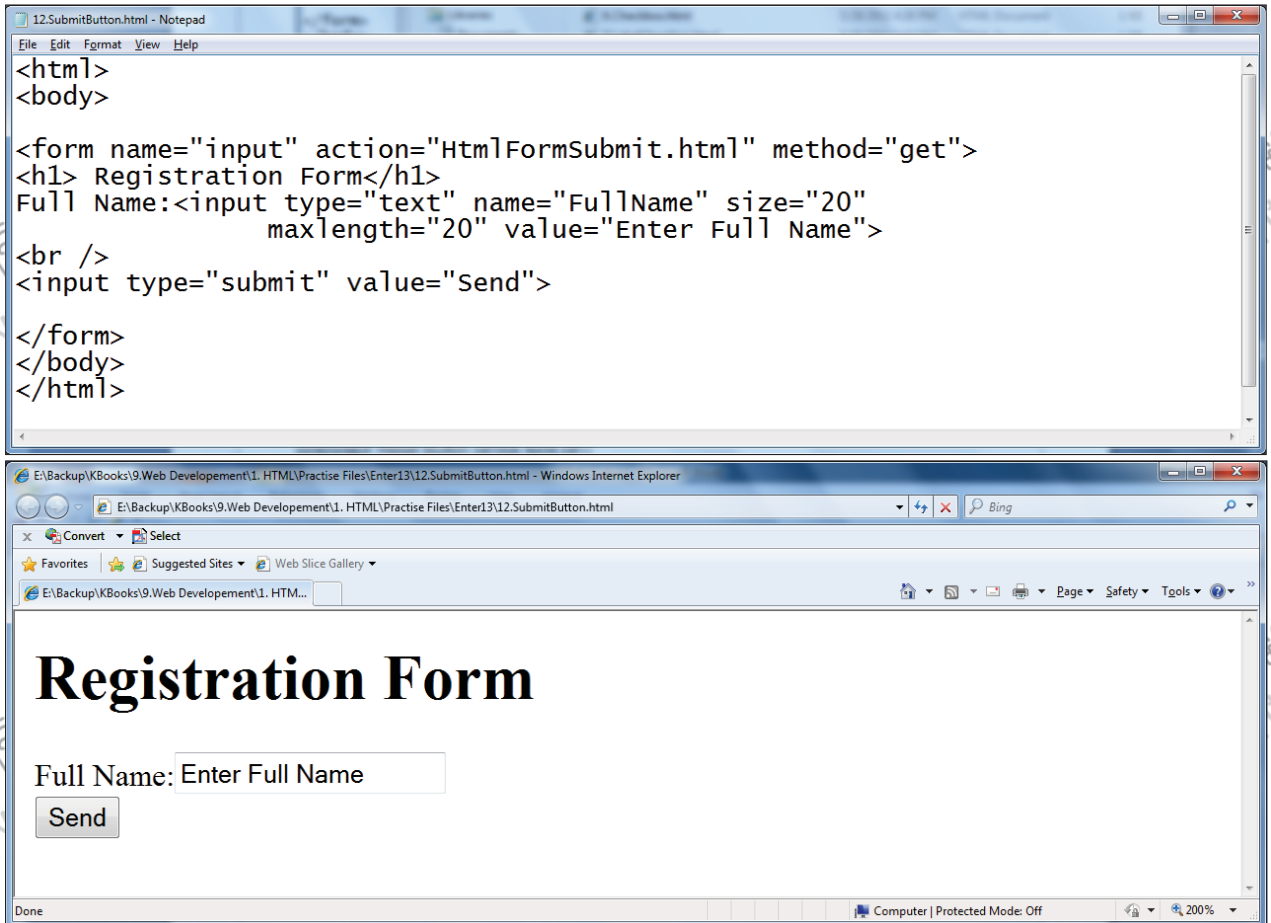 12.SubmitButton.html - Notepad
File Edit Format View Help
<html>
<body>
<form name="input" action="HtmlFormSubmit.html" method="get">
<h1> Registration Form</h1>
Full Name:<input type="text" name="FullName" size="20"
maxlength="20" value="Enter Full Name">
<br />
<input type="submit" value="Send">
</form>
</body>
</html>
E:\Backup\KBooks\9.Web Developement\1. HTML\Practise Files\Enter13\12.SubmitButton.html - Windows Internet Explorer
E:\Backup\KBooks\9.Web Developement\1. HTML\Practise Files\Enter13\12.SubmitButton.html Bing
x Convert Select
Favorites Suggested Sites Web Slice Gallery
E:\Backup\KBooks\9.Web Developement\1. HTM... Page Safety Tools
Registration Form
Full Name: Enter Full Name
Send
Done Computer | Protected Mode: Off 200%